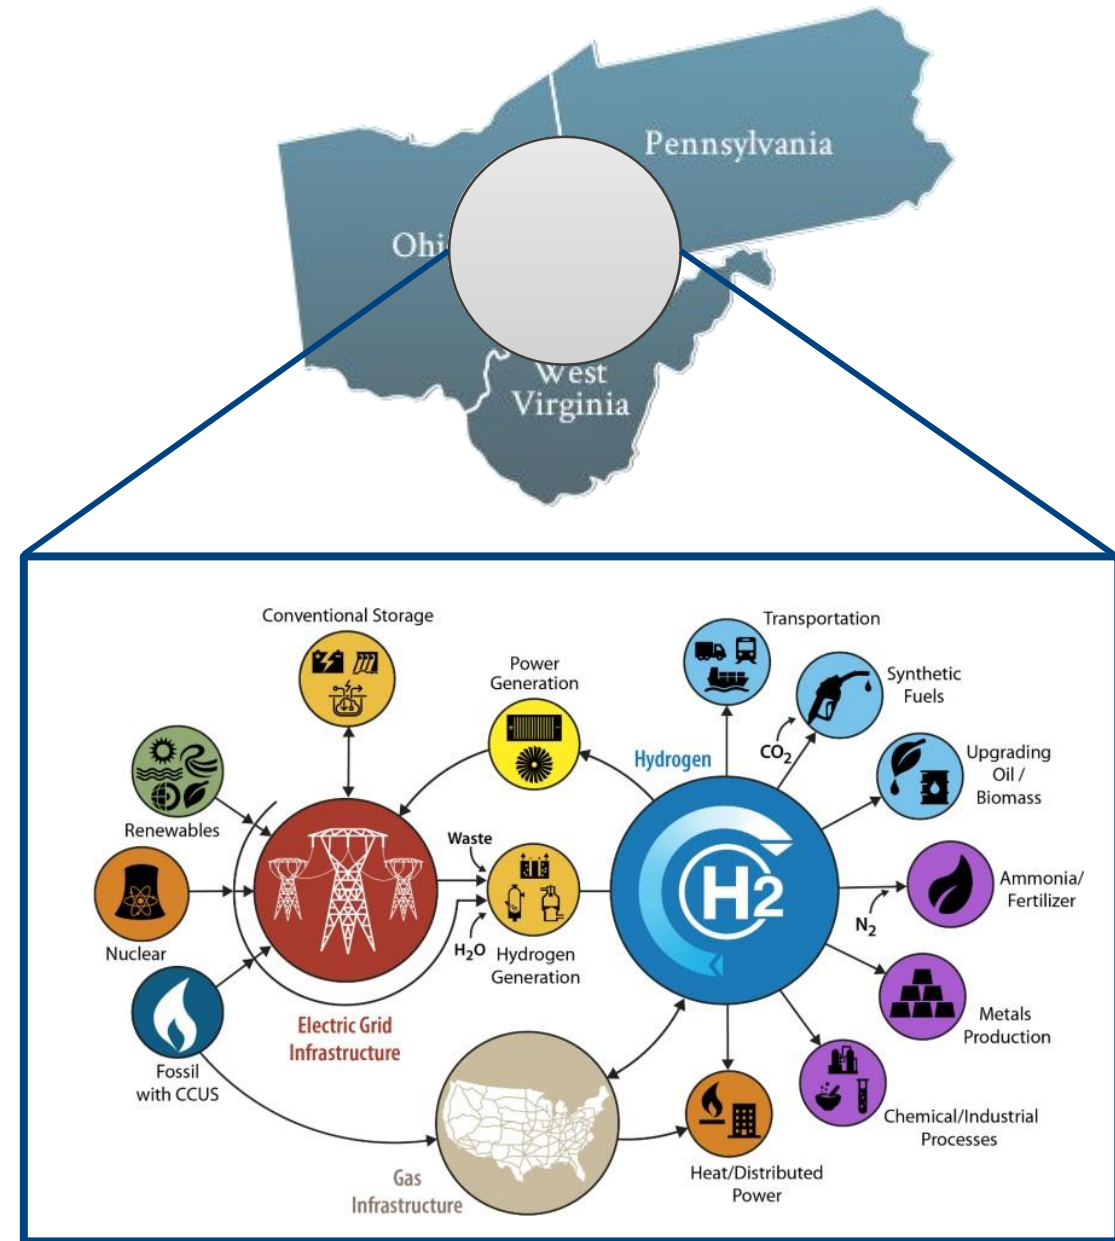 Pennsylvania
Ohi
West
Virginia
Conventional Storage
Transportation
Power
Generation
Synthetic
Fuels
CO₂
Hydrogen
Upgrading
Oil /
Biomass
Renewables
Waste
H2
Ammonia/
Fertilizer
N₂
Nuclear
H₂O
Hydrogen
Generation
Metals
Production
Electric Grid
Infrastructure
Fossil
with CCUS
Chemical/Industrial
Processes
Gas
Infrastructure
Heat/Distributed
Power